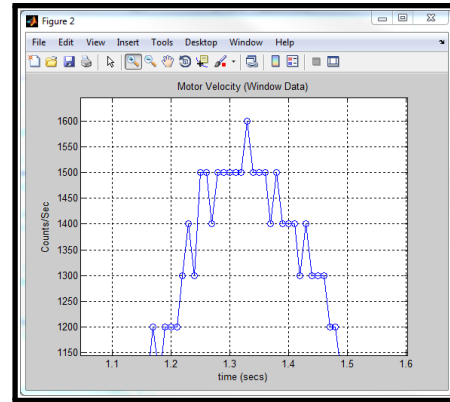 Figure 2
File Edit View Insert Tools Desktop Window Help
Motor Velocity (Window Data)
1600
1550
1500
1450
1400
1350
1300
1250
1200
1150
Counts/Sec
1.1 1.2 1.3 1.4 1.5 1.6
time (secs)